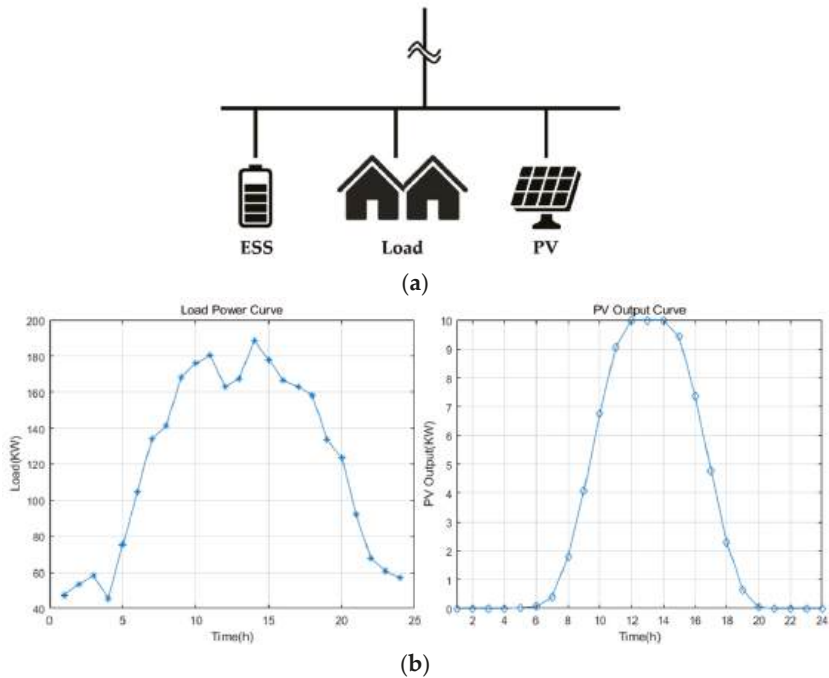 ESS Load PV
(a)
Load Power Curve
200
180
160
140
120
100
80
60
40
Load(KW)
0 5 10 15 20 25
Time(h)
PV Output Curve
10
9
8
7
6
5
4
3
2
1
0
PV Output(KW)
2 4 6 8 10 12 14 16 18 20 22 24
Time(h)
(b)